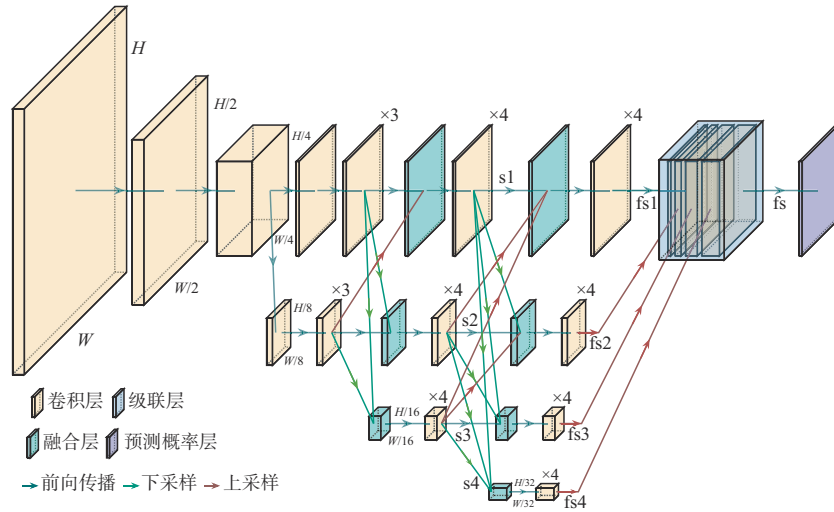 H
H/2
H/4
×3
×4
×4
s1
fs1
fs
W/4
W/2
W
H/8
×3
×4
×4
s2
fs2
W/8
H/16
×4
×4
W/16
s3
fs3
s4
H/32
×4
W/32
fs4
卷积层 级联层
融合层 预测概率层
前向传播 下采样 上采样